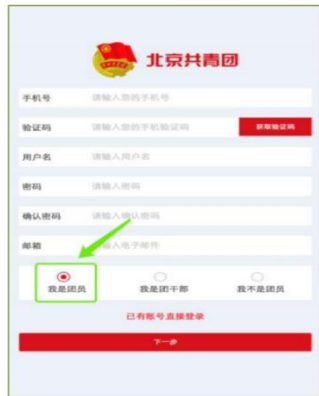 北京共青团
手机号 请输入您的手机号
验证码 请输入您的手机验证码 获取验证码
用户名 请输入用户名
密码 请输入密码
确认密码 请输入确认密码
邮箱 请输入电子邮件
我是团员 我是团干部 我不是团员
已有账号直接登录
下一步